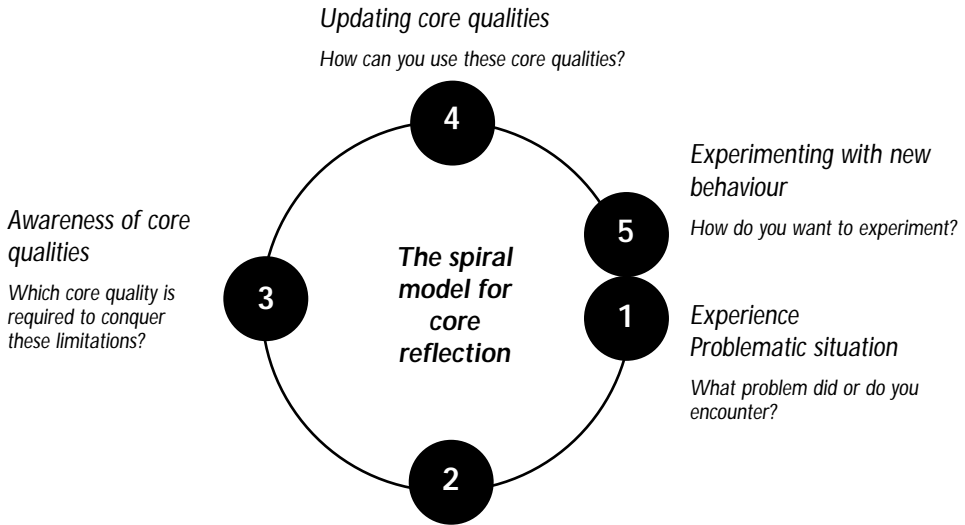 Updating core qualities
How can you use these core qualities?
4
Experimenting with new
behaviour
How do you want to experiment?
5
Awareness of core
qualities
Which core quality is
required to conquer
these limitations?
3
The spiral
model for
core
reflection
1
Experience
Problematic situation
What problem did or do you
encounter?
2